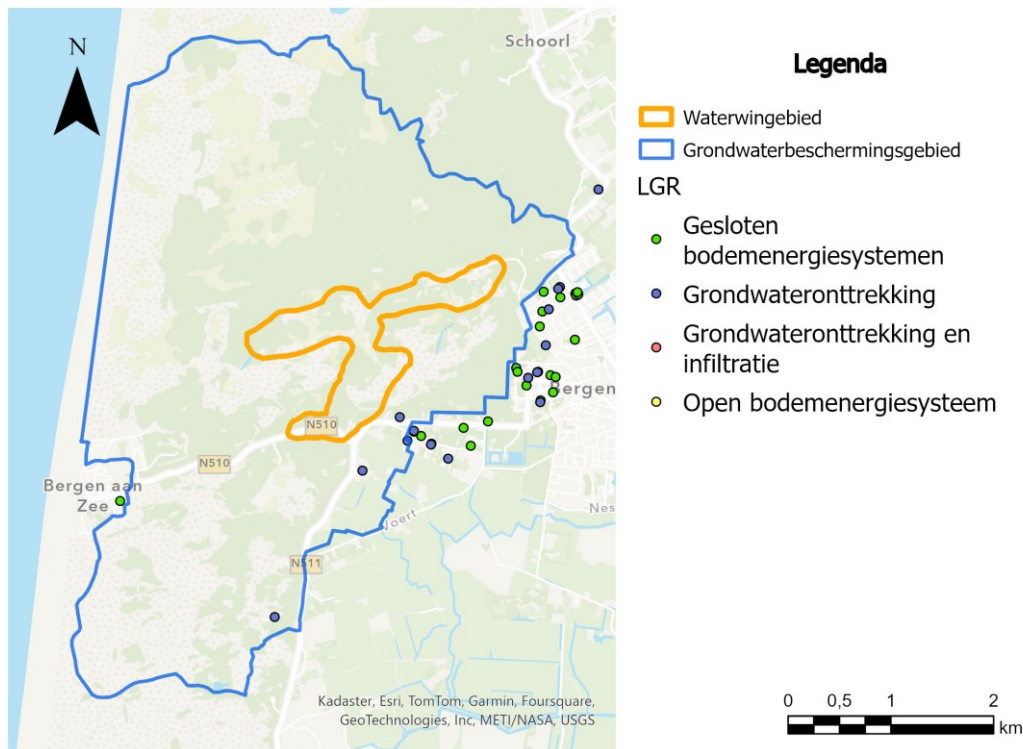 N
Schoorl
Bergen
N510
N510
Bergen aan
Zee
Nes
Voert
N511
Kadaster, Esri, TomTom, Garmin, Foursquare,
GeoTechnologies, Inc, METI/NASA, USGS
Legenda
Waterwingebied
Grondwaterbeschermingsgebied
LGR
Gesloten
bodemenergiesystemen
Grondwateronttrekking
Grondwateronttrekking en
infiltratie
Open bodemenergiesysteem
0 0,5 1 2
km